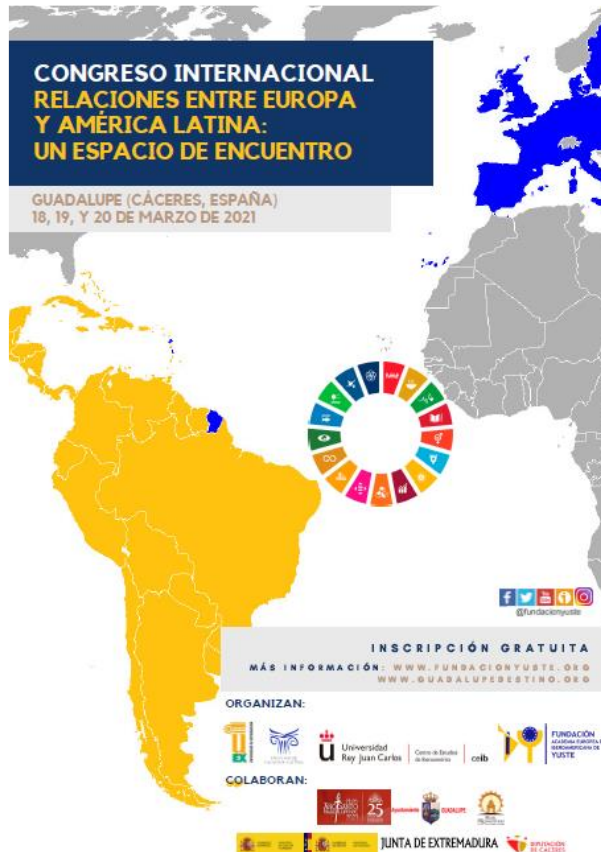 CONGRESO INTERNACIONAL
RELACIONES ENTRE EUROPA
Y AMÉRICA LATINA:
UN ESPACIO DE ENCUENTRO
GUADALUPE (CÁCERES, ESPAÑA)
18, 19, Y 20 DE MARZO DE 2021
@fundacionyuste
INSCRIPCIÓN GRATUITA
MÁS INFORMACIÓN: WWW.FUNDACIONYUSTE.ORG
WWW.GUADALUPEDESTINO.ORG
ORGANIZAN:
UEX
Universidad
Rey Juan Carlos
Centro de Estudios
de Iberoamérica
ceib
FUNDACIÓN
ACADEMIA EUROPEA E
IBEROAMERICANA DE
YUSTE
COLABORAN:
25
Ayuntamiento
GUADALUPE
JUNTA DE EXTREMADURA
DIPUTACIÓN
DE CÁCERES